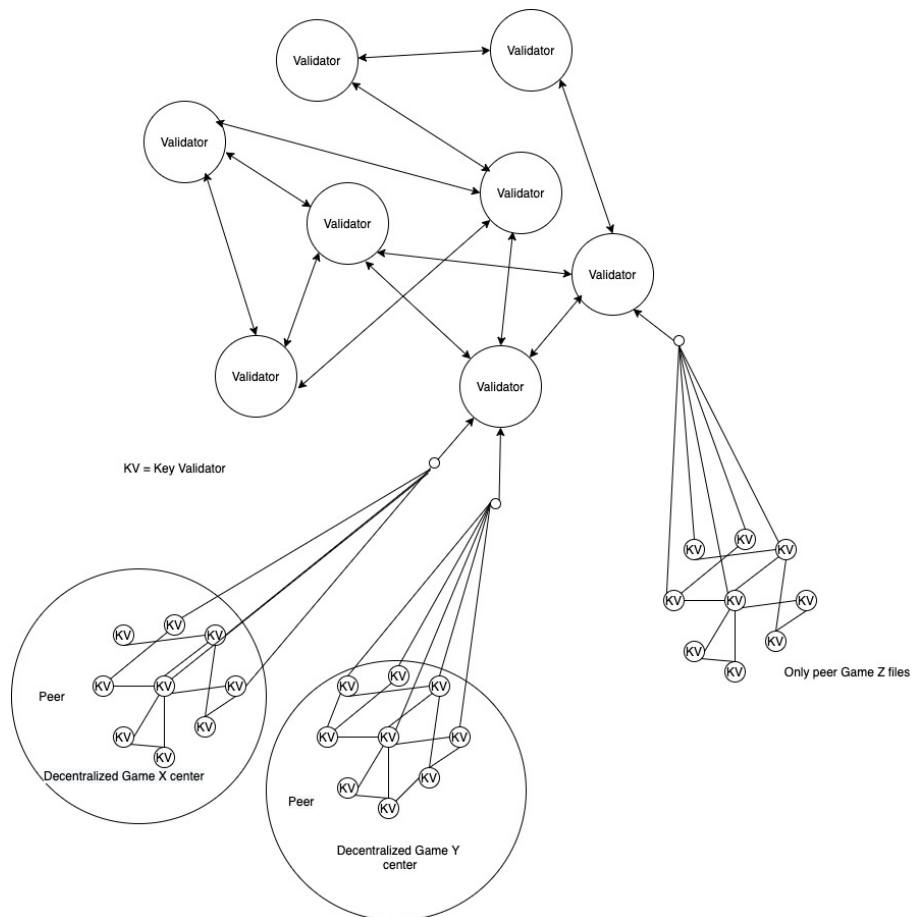 Validator
Validator
Validator
Validator
Validator
Validator
Validator
Validator
KV = Key Validator
KV
KV
KV
KV
KV
KV
KV
KV
KV
Only peer Game Z files
KV
KV
KV
KV
KV
KV
KV
KV
KV
Peer
Decentralized Game X center
KV
KV
KV
KV
KV
KV
KV
KV
KV
Peer
Decentralized Game Y
center